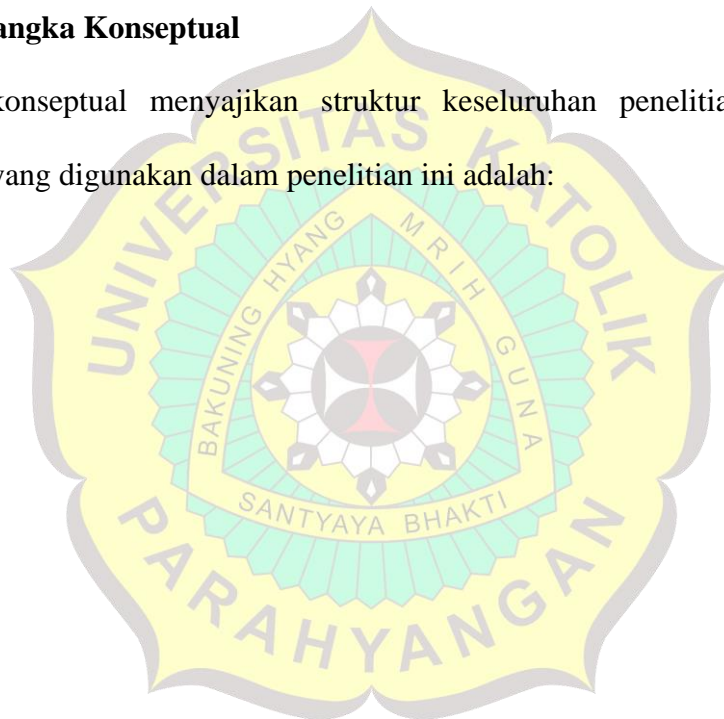 angka Konseptual
konseptual menyajikan struktur keseluruhan penelitia
yang digunakan dalam penelitian ini adalah:
UNIVERSITAS KATOLIK
BAKUNING HYANG MRIH GUNA
SANTYAYA BHAKTI
PARAHYANGAN